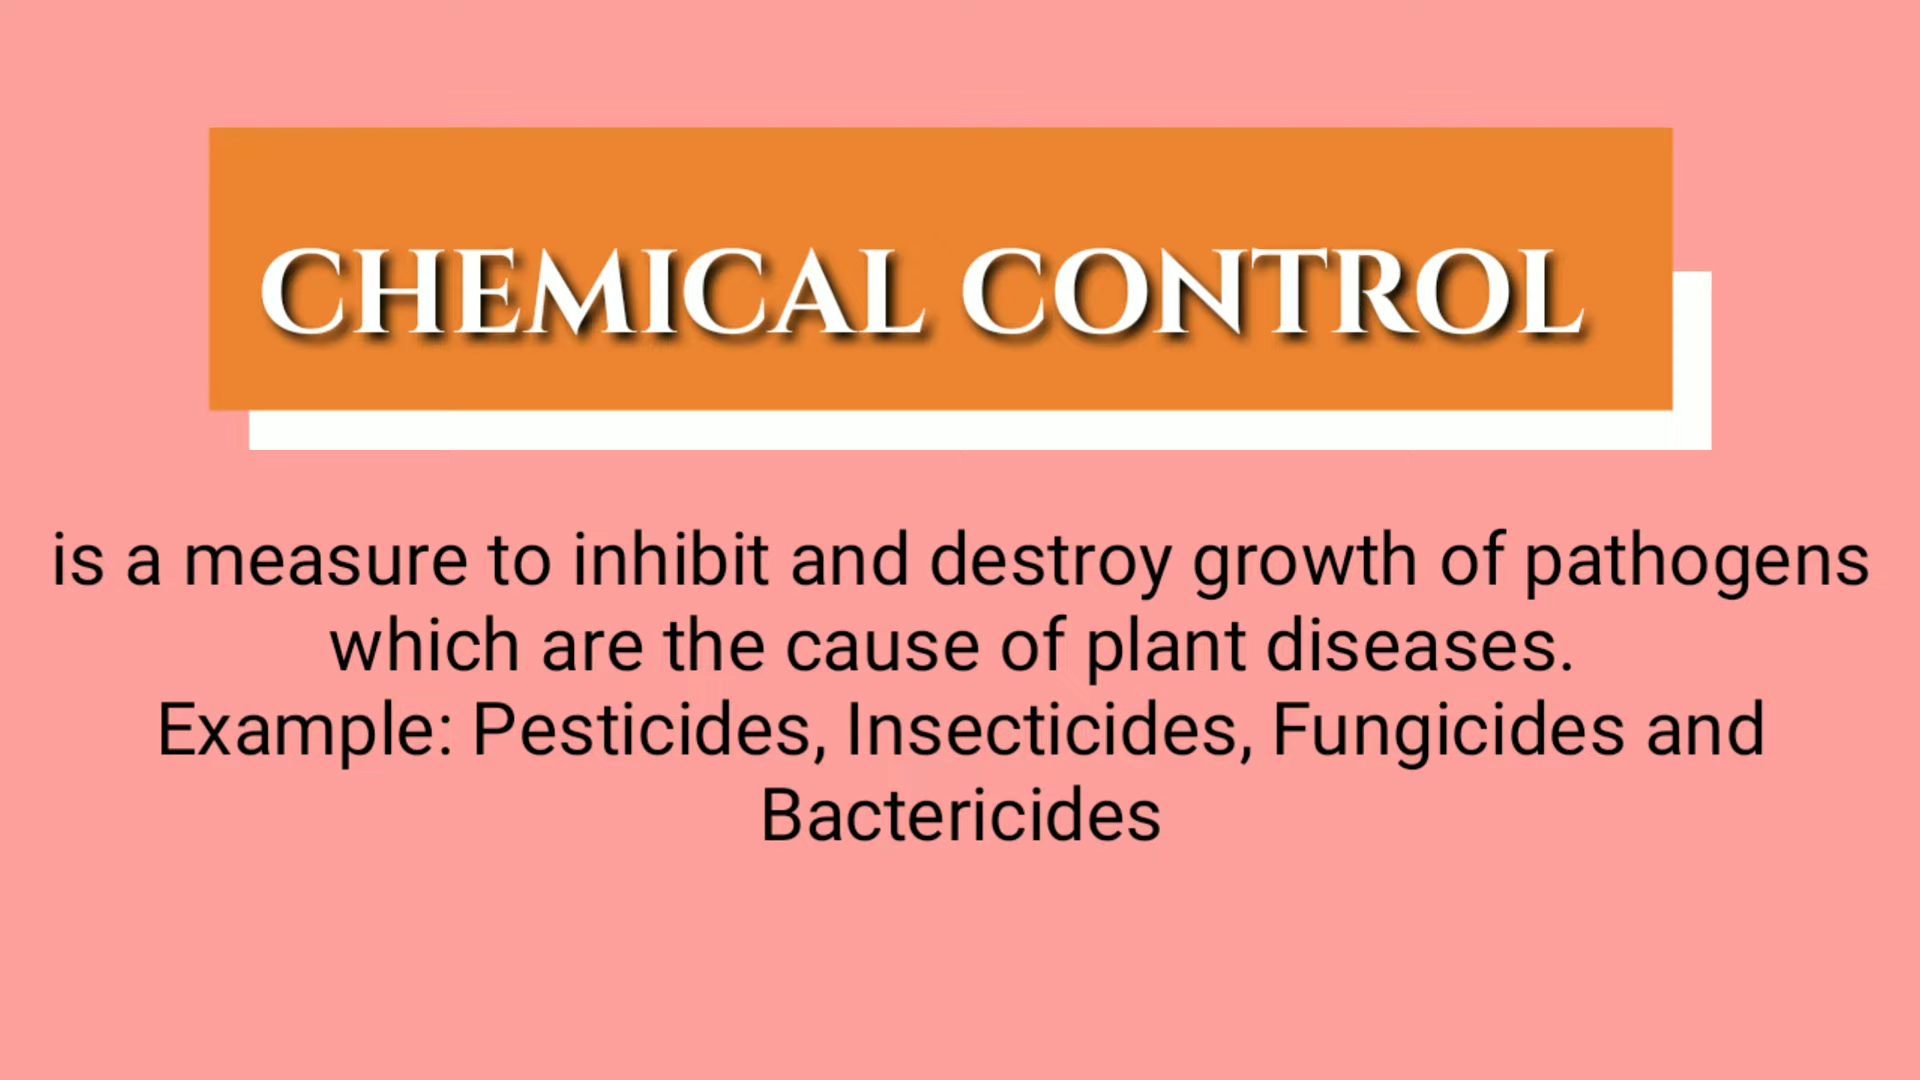 CHEMICAL CONTROL
is a measure to inhibit and destroy growth of pathogens
which are the cause of plant diseases.
Example: Pesticides, Insecticides, Fungicides and
Bactericides